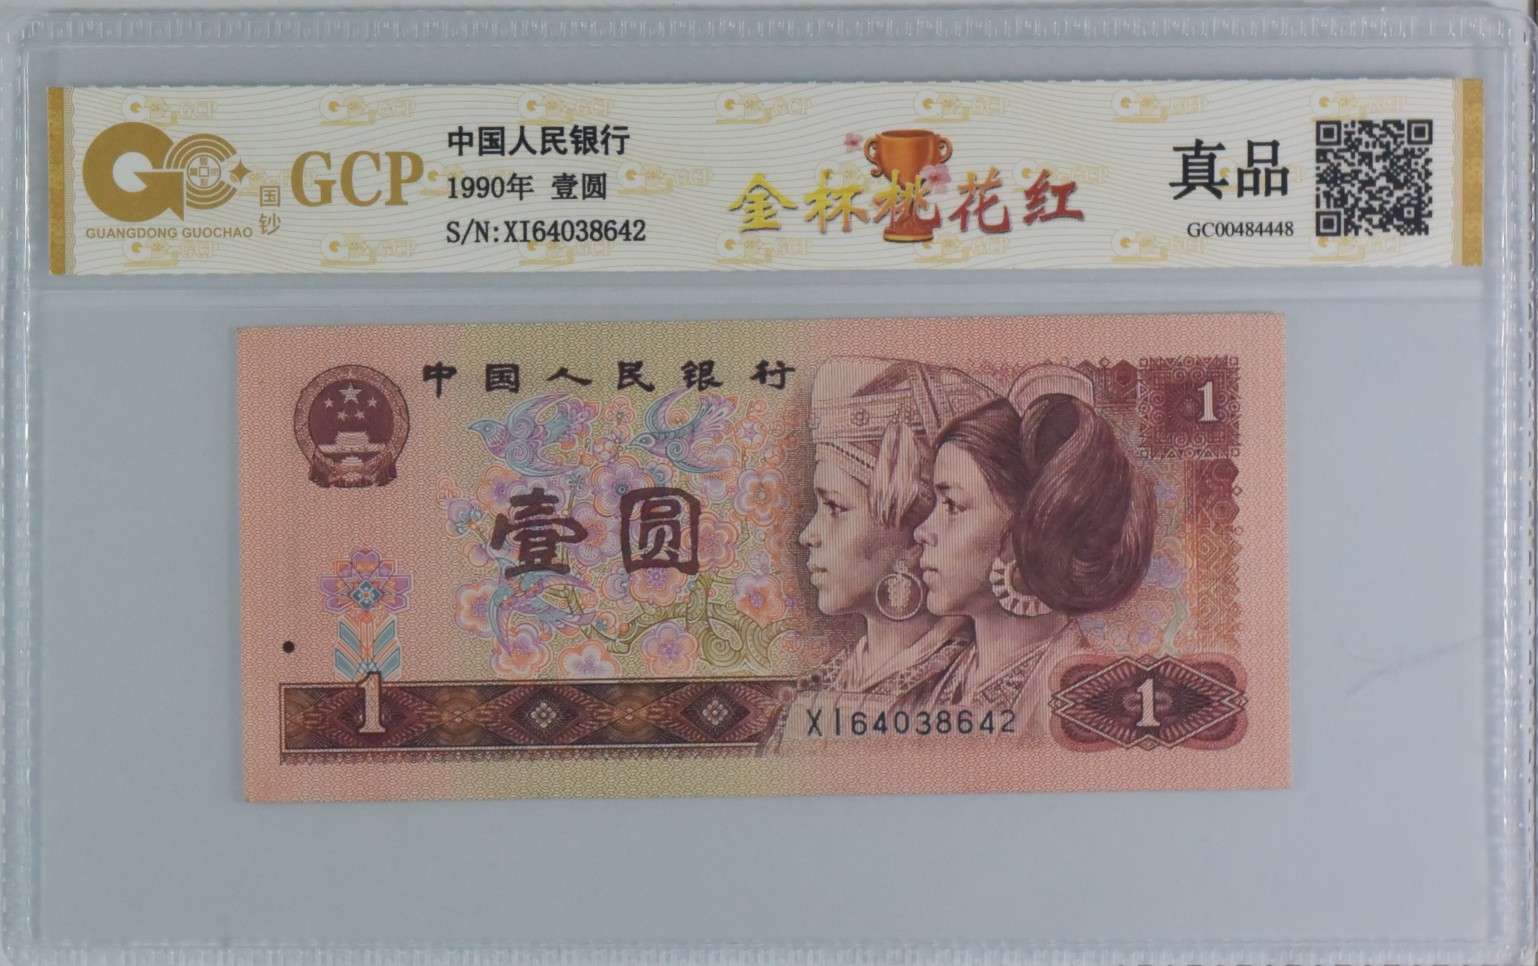 GCP
国钞
GUANGDONG GUOCHAO
中国人民银行
1990年 壹圆
S/N:XI64038642
金杯桃花红
真品
GC00484448
中国人民银行
1
壹圆
1
XI64038642
1